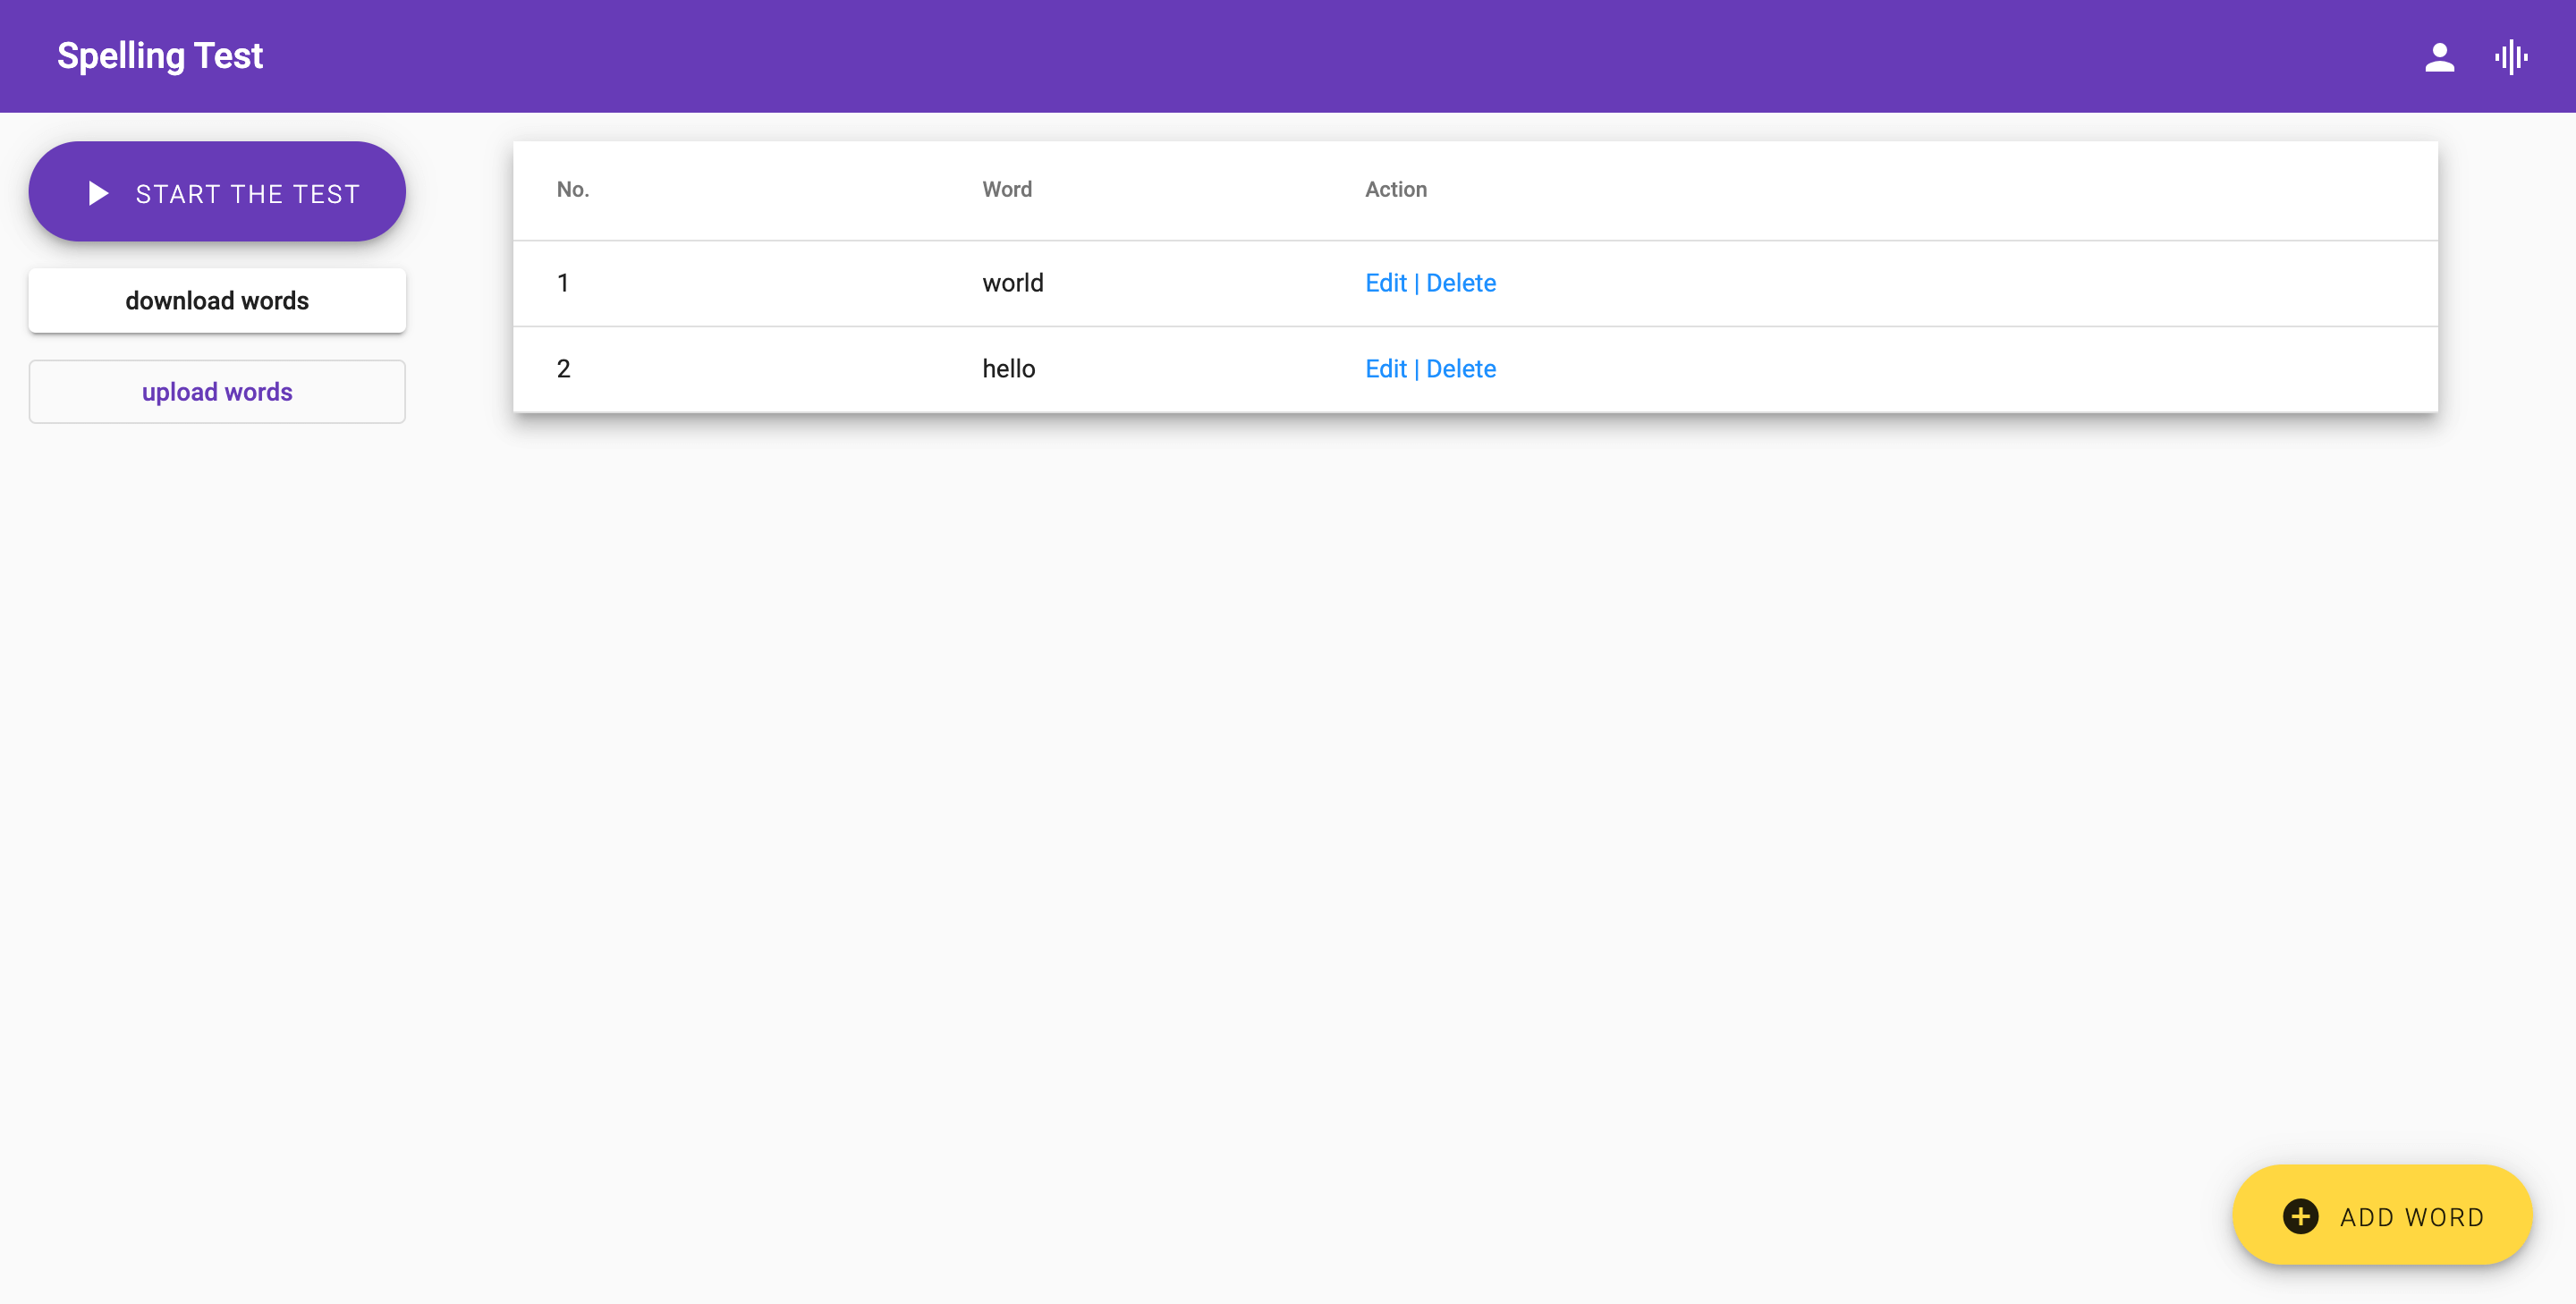 Spelling Test
START THE TEST
download words
upload words
No. Word Action
1 world Edit | Delete
2 hello Edit | Delete
ADD WORD